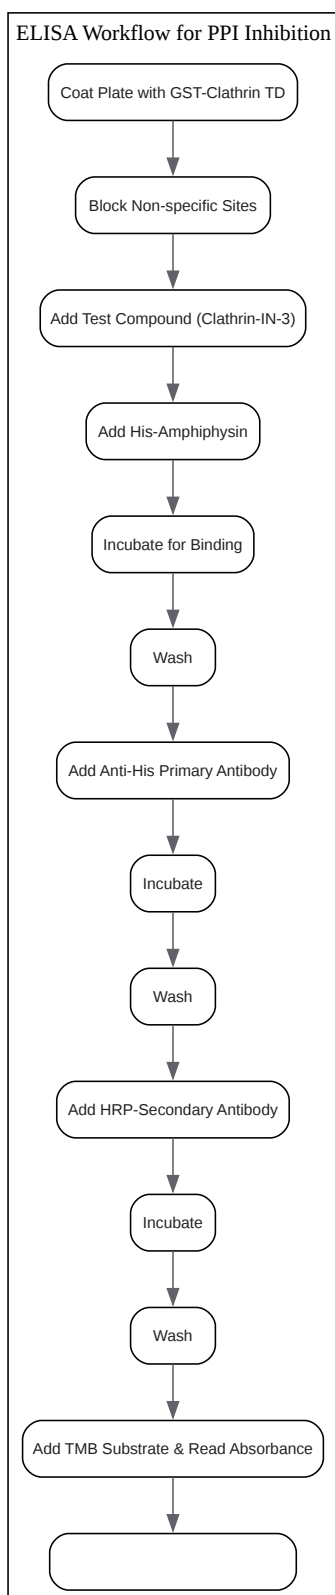 ELISA Workflow for PPI Inhibition
Coat Plate with GST-Clathrin TD
Block Non-specific Sites
Add Test Compound (Clathrin-IN-3)
Add His-Amphiphysin
Incubate for Binding
Wash
Add Anti-His Primary Antibody
Incubate
Wash
Add HRP-Secondary Antibody
Incubate
Wash
Add TMB Substrate & Read Absorbance